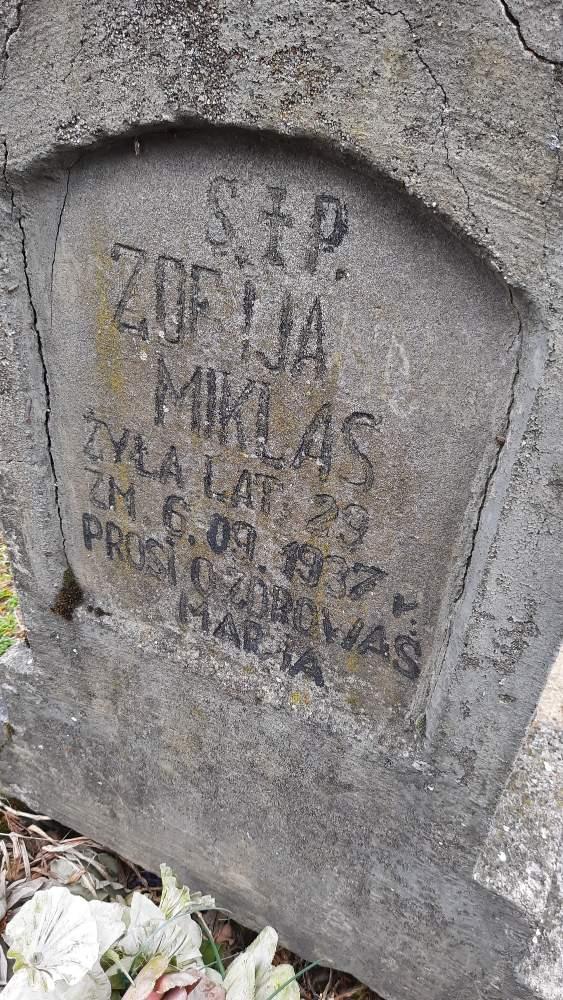 Ś.†P.
ZOFIJA
MIKLAS
ŻYŁA LAT 29
ZM. 6.09.1937 r.
PROSI O ZDROWAŚ
MARJA